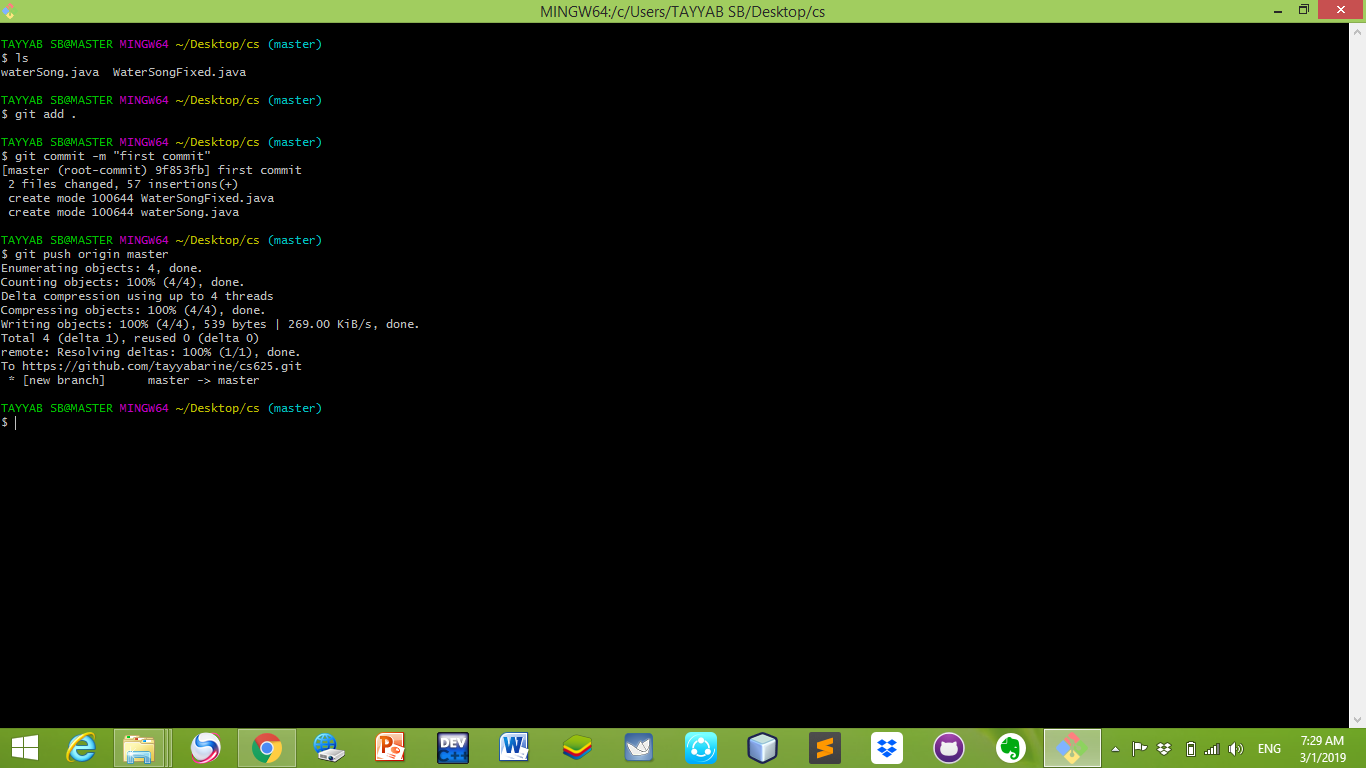 MINGW64:/c/Users/TAYYAB SB/Desktop/cs
TAYYAB SB@MASTER MINGW64 ~/Desktop/cs (master)
$ ls
waterSong.java  WaterSongFixed.java
TAYYAB SB@MASTER MINGW64 ~/Desktop/cs (master)
$ git add .
TAYYAB SB@MASTER MINGW64 ~/Desktop/cs (master)
$ git commit -m "first commit"
[master (root-commit) 9f853fb] first commit
 2 files changed, 57 insertions(+)
 create mode 100644 WaterSongFixed.java
 create mode 100644 waterSong.java
TAYYAB SB@MASTER MINGW64 ~/Desktop/cs (master)
$ git push origin master
Enumerating objects: 4, done.
Counting objects: 100% (4/4), done.
Delta compression using up to 4 threads
Compressing objects: 100% (4/4), done.
Writing objects: 100% (4/4), 539 bytes | 269.00 KiB/s, done.
Total 4 (delta 1), reused 0 (delta 0)
remote: Resolving deltas: 100% (1/1), done.
To https://github.com/tayyabarine/cs625.git
 * [new branch]      master -> master
TAYYAB SB@MASTER MINGW64 ~/Desktop/cs (master)
$
DEV
C++
ENG
7:29 AM
3/1/2019